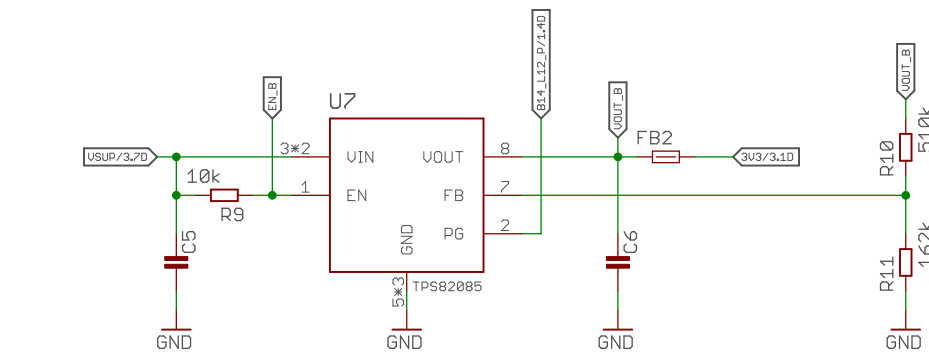 B14_L12_P/1.4D
VOUT_B
EN_B
VOUT_B
U7
510k
FB2
VSUP/3.7D
3*2
VIN
VOUT
8
3V3/3.1D
R10
10k
1
EN
FB
7
R9
GND
PG
2
C5
C6
162k
R11
5*3
TPS82085
GND
GND
GND
GND